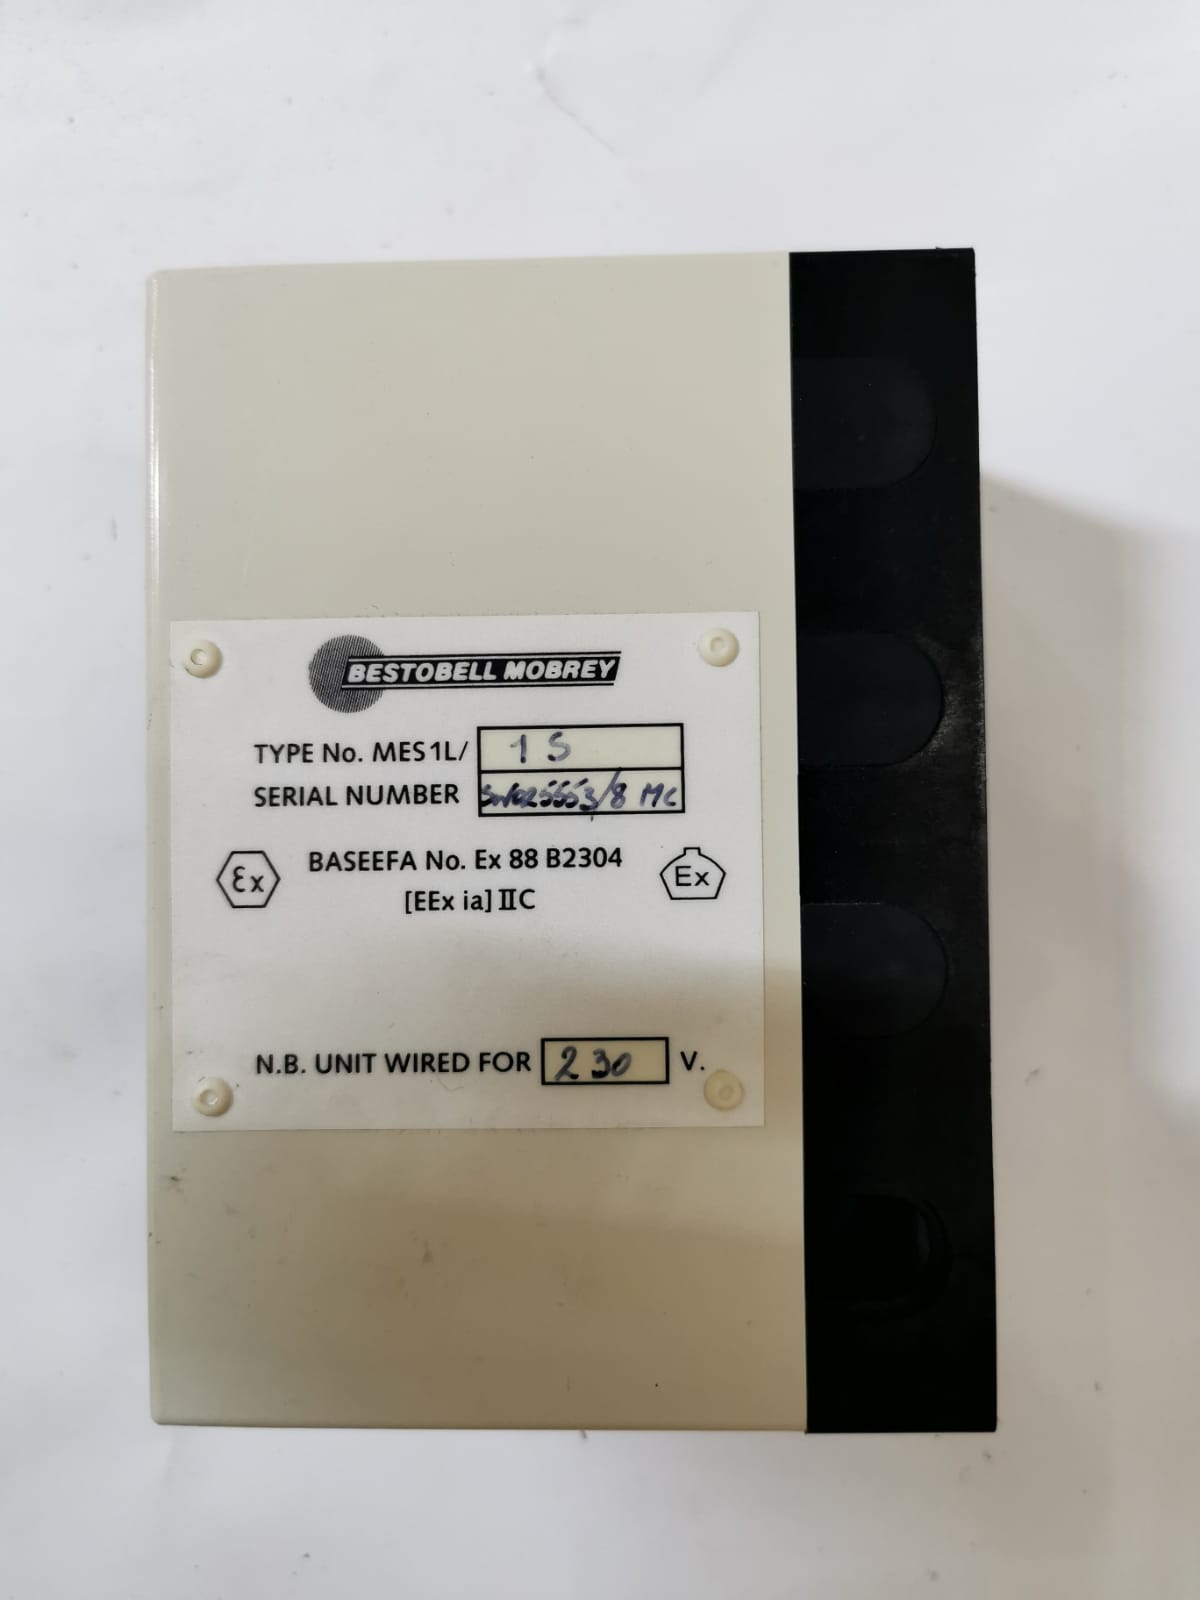 BESTOBELL MOBREY
TYPE No. MES1L/ 1 S
SERIAL NUMBER
BASEEFA No. Ex 88 B2304
[EEx ia] IIC
Ex
Ex
N.B. UNIT WIRED FOR 230 V.